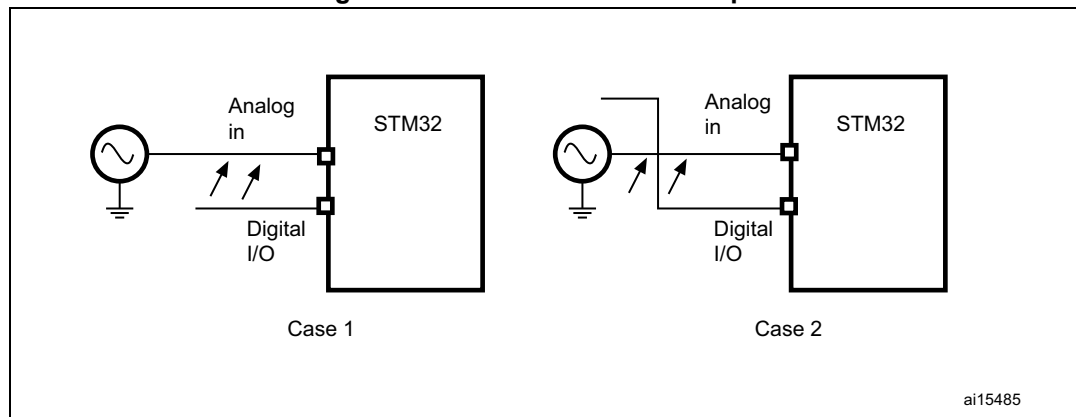 Analog
in
STM32
Digital
I/O
Case 1
Analog
in
STM32
Digital
I/O
Case 2
ai15485